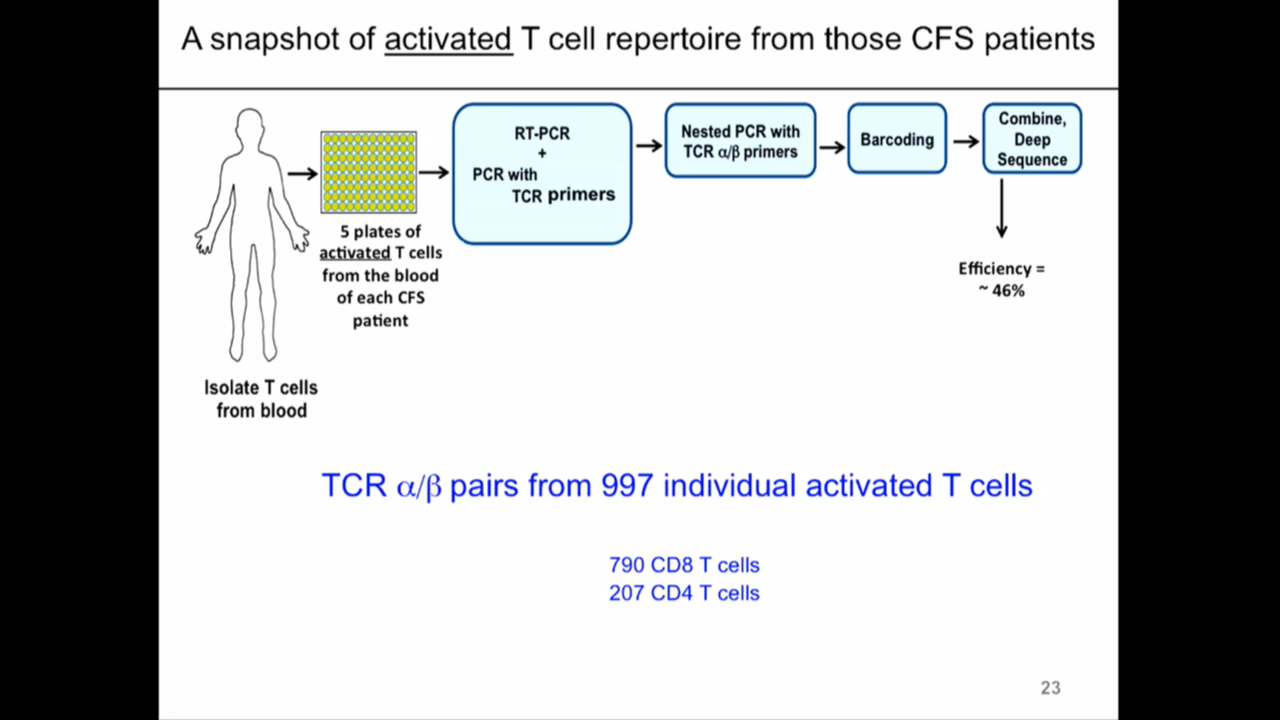 A snapshot of activated T cell repertoire from those CFS patients
Isolate T cells
from blood
5 plates of
activated T cells
from the blood
of each CFS
patient
RT-PCR
+
PCR with
TCR primers
Nested PCR with
TCR α/β primers
Barcoding
Combine,
Deep
Sequence
Efficiency =
~ 46%
TCR α/β pairs from 997 individual activated T cells
790 CD8 T cells
207 CD4 T cells
23